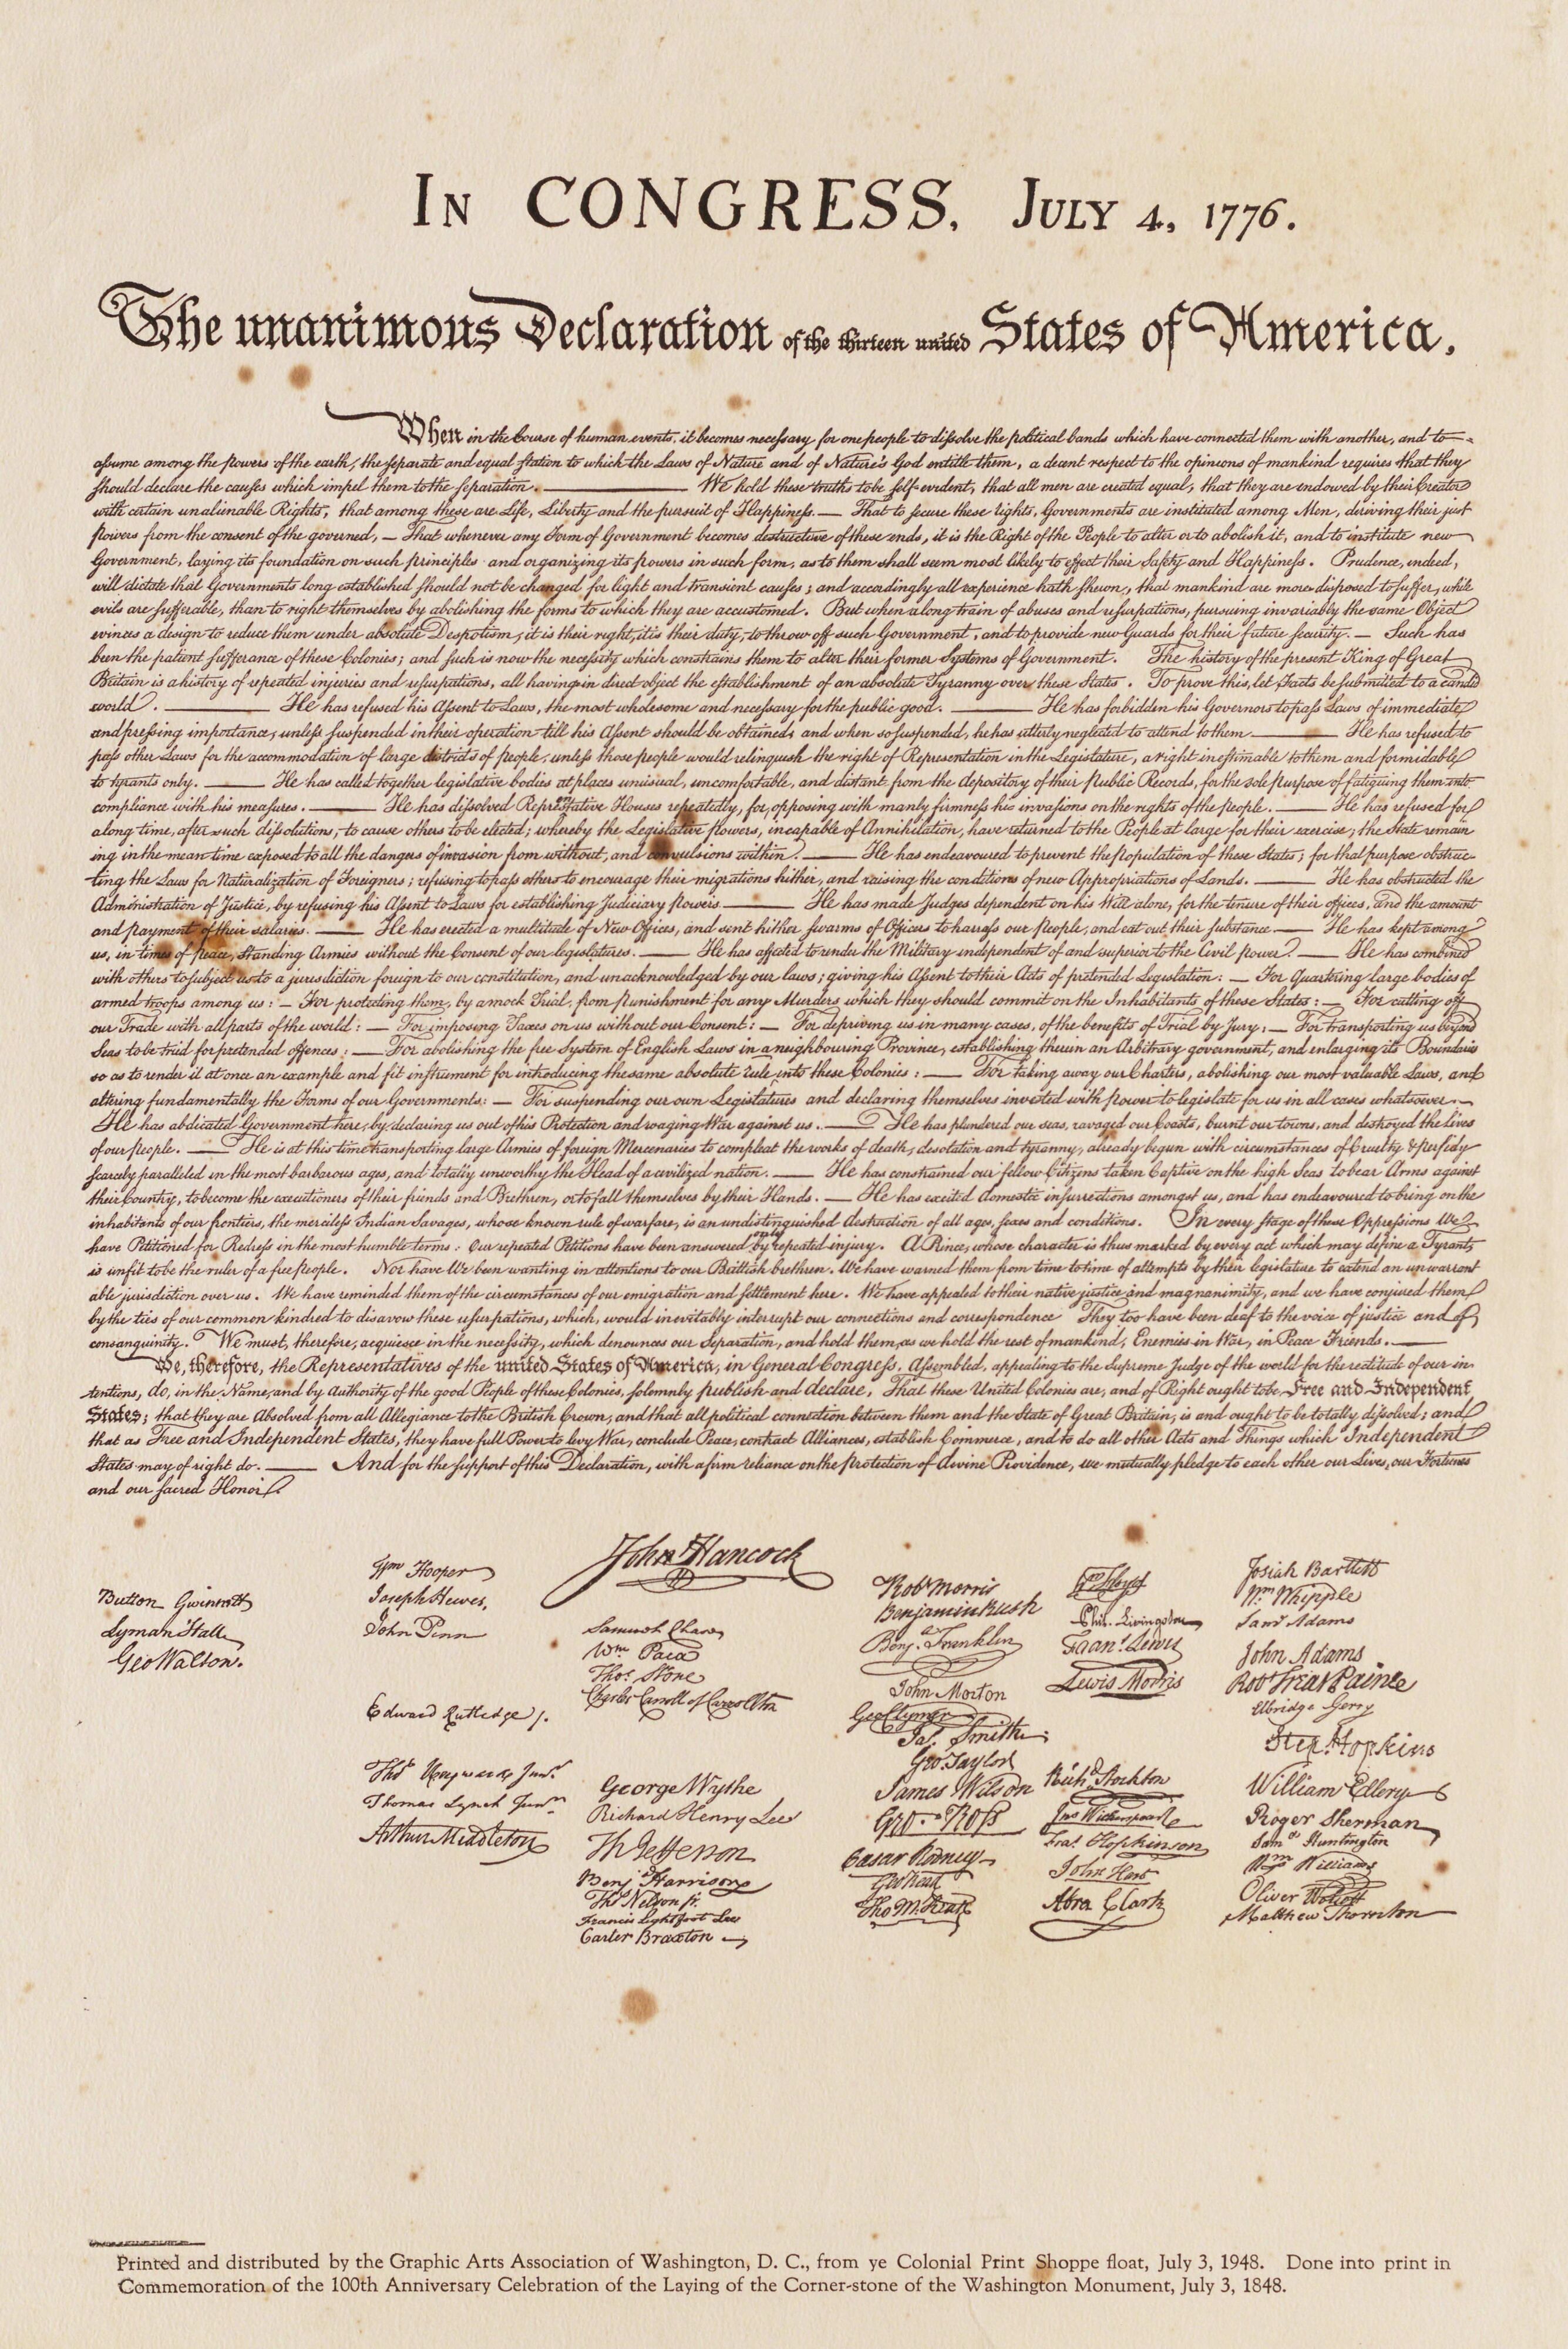 IN CONGRESS, JULY 4, 1776.
The unanimous Declaration of the thirteen united States of America,
When in the Course of human events, it becomes necessary for one people to dissolve the political bands which have connected them with another, and to
assume among the powers of the earth, the separate and equal station to which the Laws of Nature and of Nature's God entitle them, a decent respect to the opinions of mankind requires that they
should declare the causes which impel them to the separation. — We hold these truths to be self-evident, that all men are created equal, that they are endowed by their Creator
with certain unalienable Rights, that among these are Life, Liberty and the pursuit of Happiness. — That to secure these rights, Governments are instituted among Men, deriving their just
powers from the consent of the governed, — That whenever any Form of Government becomes destructive of these ends, it is the Right of the People to alter or to abolish it, and to institute new
Government, laying its foundation on such principles and organizing its powers in such form, as to them shall seem most likely to effect their Safety and Happiness. Prudence, indeed,
will dictate that Governments long established should not be changed for light and transient causes; and accordingly all experience hath shewn, that mankind are more disposed to suffer, while
evils are sufferable, than to right themselves by abolishing the forms to which they are accustomed. But when a long train of abuses and usurpations, pursuing invariably the same Object
evinces a design to reduce them under absolute Despotism, it is their right, it is their duty, to throw off such Government, and to provide new Guards for their future security. — Such has
been the patient sufferance of these Colonies; and such is now the necessity which constrains them to alter their former Systems of Government. The history of the present King of Great
Britain is a history of repeated injuries and usurpations, all having in direct object the establishment of an absolute Tyranny over these States. To prove this, let Facts be submitted to a candid
world. — He has refused his Assent to Laws, the most wholesome and necessary for the public good. — He has forbidden his Governors to pass Laws of immediate
and pressing importance, unless suspended in their operation till his Assent should be obtained; and when so suspended, he has utterly neglected to attend to them — He has refused to
pass other Laws for the accommodation of large districts of people, unless those people would relinquish the right of Representation in the Legislature, a right inestimable to them and formidable
to tyrants only. — He has called together legislative bodies at places unusual, uncomfortable, and distant from the depository of their Public Records, for the sole purpose of fatiguing them into
compliance with his measures. — He has dissolved Representative Houses repeatedly, for opposing with manly firmness his invasions on the rights of the people. — He has refused for
a long time, after such dissolutions, to cause others to be elected; whereby the Legislative powers, incapable of Annihilation, have returned to the People at large for their exercise; the State remain
ing in the mean time exposed to all the dangers of invasion from without, and convulsions within. — He has endeavoured to prevent the population of these States; for that purpose obstruc-
ting the Laws for Naturalization of Foreigners; refusing to pass others to encourage their migrations hither, and raising the conditions of new Appropriations of Lands. — He has obstructed the
Administration of Justice, by refusing his Assent to Laws for establishing Judiciary powers. — He has made Judges dependent on his Will alone, for the tenure of their offices, and the amount
and payment of their salaries. — He has erected a multitude of New Offices, and sent hither swarms of Officers to harrass our people, and eat out their substance — He has kept among
us, in times of peace, Standing Armies without the Consent of our legislatures. — He has affected to render the Military independent of and superior to the Civil power. — He has combined
with others to subject us to a jurisdiction foreign to our constitution, and unacknowledged by our laws; giving his Assent to their Acts of pretended Legislation: — For Quartering large bodies of
armed troops among us: — For protecting them, by a mock Trial, from punishment for any Murders which they should commit on the Inhabitants of these States: — For cutting off
our Trade with all parts of the world: — For imposing Taxes on us without our Consent: — For depriving us in many cases, of the benefits of Trial by Jury: — For transporting us beyond
Seas to be tried for pretended offences: — For abolishing the free System of English Laws in a neighbouring Province, establishing therein an Arbitrary government, and enlarging its Boundaries
so as to render it at once an example and fit instrument for introducing the same absolute rule into these Colonies: — For taking away our Charters, abolishing our most valuable Laws, and
altering fundamentally the Forms of our Governments: — For suspending our own Legislatures and declaring themselves invested with power to legislate for us in all cases whatsoever. —
He has abdicated Government here, by declaring us out of his Protection and waging War against us. — He has plundered our seas, ravaged our Coasts, burnt our towns, and destroyed the lives
of our people. — He is at this time transporting large Armies of foreign Mercenaries to compleat the works of death, desolation and tyranny, already begun with circumstances of Cruelty & perfidy
scarcely paralleled in the most barbarous ages, and totally unworthy the Head of a civilized nation. — He has constrained our fellow Citizens taken Captive on the high Seas to bear Arms against
their Country, to become the executioners of their friends and Brethren, or to fall themselves by their Hands. — He has excited domestic insurrections amongst us, and has endeavoured to bring on the
inhabitants of our frontiers, the merciless Indian Savages, whose known rule of warfare, is an undistinguished destruction of all ages, sexes and conditions. In every stage of these Oppressions We
have Petitioned for Redress in the most humble terms: Our repeated Petitions have been answered only by repeated injury. A Prince, whose character is thus marked by every act which may define a Tyrant,
is unfit to be the ruler of a free people. Nor have We been wanting in attentions to our Brittish brethren. We have warned them from time to time of attempts by their legislature to extend an unwarrant
able jurisdiction over us. We have reminded them of the circumstances of our emigration and settlement here. We have appealed to their native justice and magnanimity, and we have conjured them
by the ties of our common kindred to disavow these usurpations, which, would inevitably interrupt our connections and correspondence They too have been deaf to the voice of justice and of
consanguinity. We must, therefore, acquiesce in the necessity, which denounces our Separation, and hold them, as we hold the rest of mankind, Enemies in War, in Peace Friends. —
We, therefore, the Representatives of the united States of America, in General Congress, Assembled, appealing to the Supreme Judge of the world for the rectitude of our in
tentions, do, in the Name, and by Authority of the good People of these Colonies, solemnly publish and declare, That these United Colonies are, and of Right ought to be Free and Independent
States; that they are Absolved from all Allegiance to the British Crown, and that all political connection between them and the State of Great Britain, is and ought to be totally dissolved; and
that as Free and Independent States, they have full Power to levy War, conclude Peace, contract Alliances, establish Commerce, and to do all other Acts and Things which Independent
States may of right do. — And for the support of this Declaration, with a firm reliance on the Protection of divine Providence, we mutually pledge to each other our Lives, our Fortunes
and our sacred Honor.
Button Gwinnett
Lyman Hall
Geo Walton.
Wm Hooper
Joseph Hewes,
John Penn
Edward Rutledge /.
Thos Heyward Junr.
Thomas Lynch Junr.
Arthur Middleton
John Hancock
Samuel Chase
Wm. Paca
Thos. Stone
Charles Carroll of Carrollton
George Wythe
Richard Henry Lee
Th Jefferson
Benj Harrison
Thos Nelson jr.
Francis Lightfoot Lee
Carter Braxton
Robt Morris
Benjamin Rush
Benja. Franklin
John Morton
Geo Clymer
Jas. Smith
Geo. Taylor
James Wilson
Geo. Ross
Caesar Rodney
Geo Read
Tho M:Kean
Wm Floyd
Phil. Livingston
Frans. Lewis
Lewis Morris
Richd. Stockton
Jno Witherspoon
Fras. Hopkinson
John Hart
Abra Clark
Josiah Bartlett
Wm. Whipple
Saml Adams
John Adams
Robt Treat Paine
Elbridge Gerry
Step. Hopkins
William Ellery
Roger Sherman
Saml Huntington
Wm Williams
Oliver Wolcott
Matthew Thornton
Printed and distributed by the Graphic Arts Association of Washington, D. C., from ye Colonial Print Shoppe float, July 3, 1948. Done into print in
Commemoration of the 100th Anniversary Celebration of the Laying of the Corner-stone of the Washington Monument, July 3, 1848.